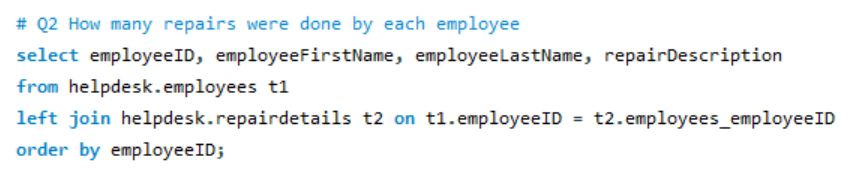 # Q2 How many repairs were done by each employee
select employeeID, employeeFirstName, employeeLastName, repairDescription
from helpdesk.employees t1
left join helpdesk.repairdetails t2 on t1.employeeID = t2.employees_employeeID
order by employeeID;